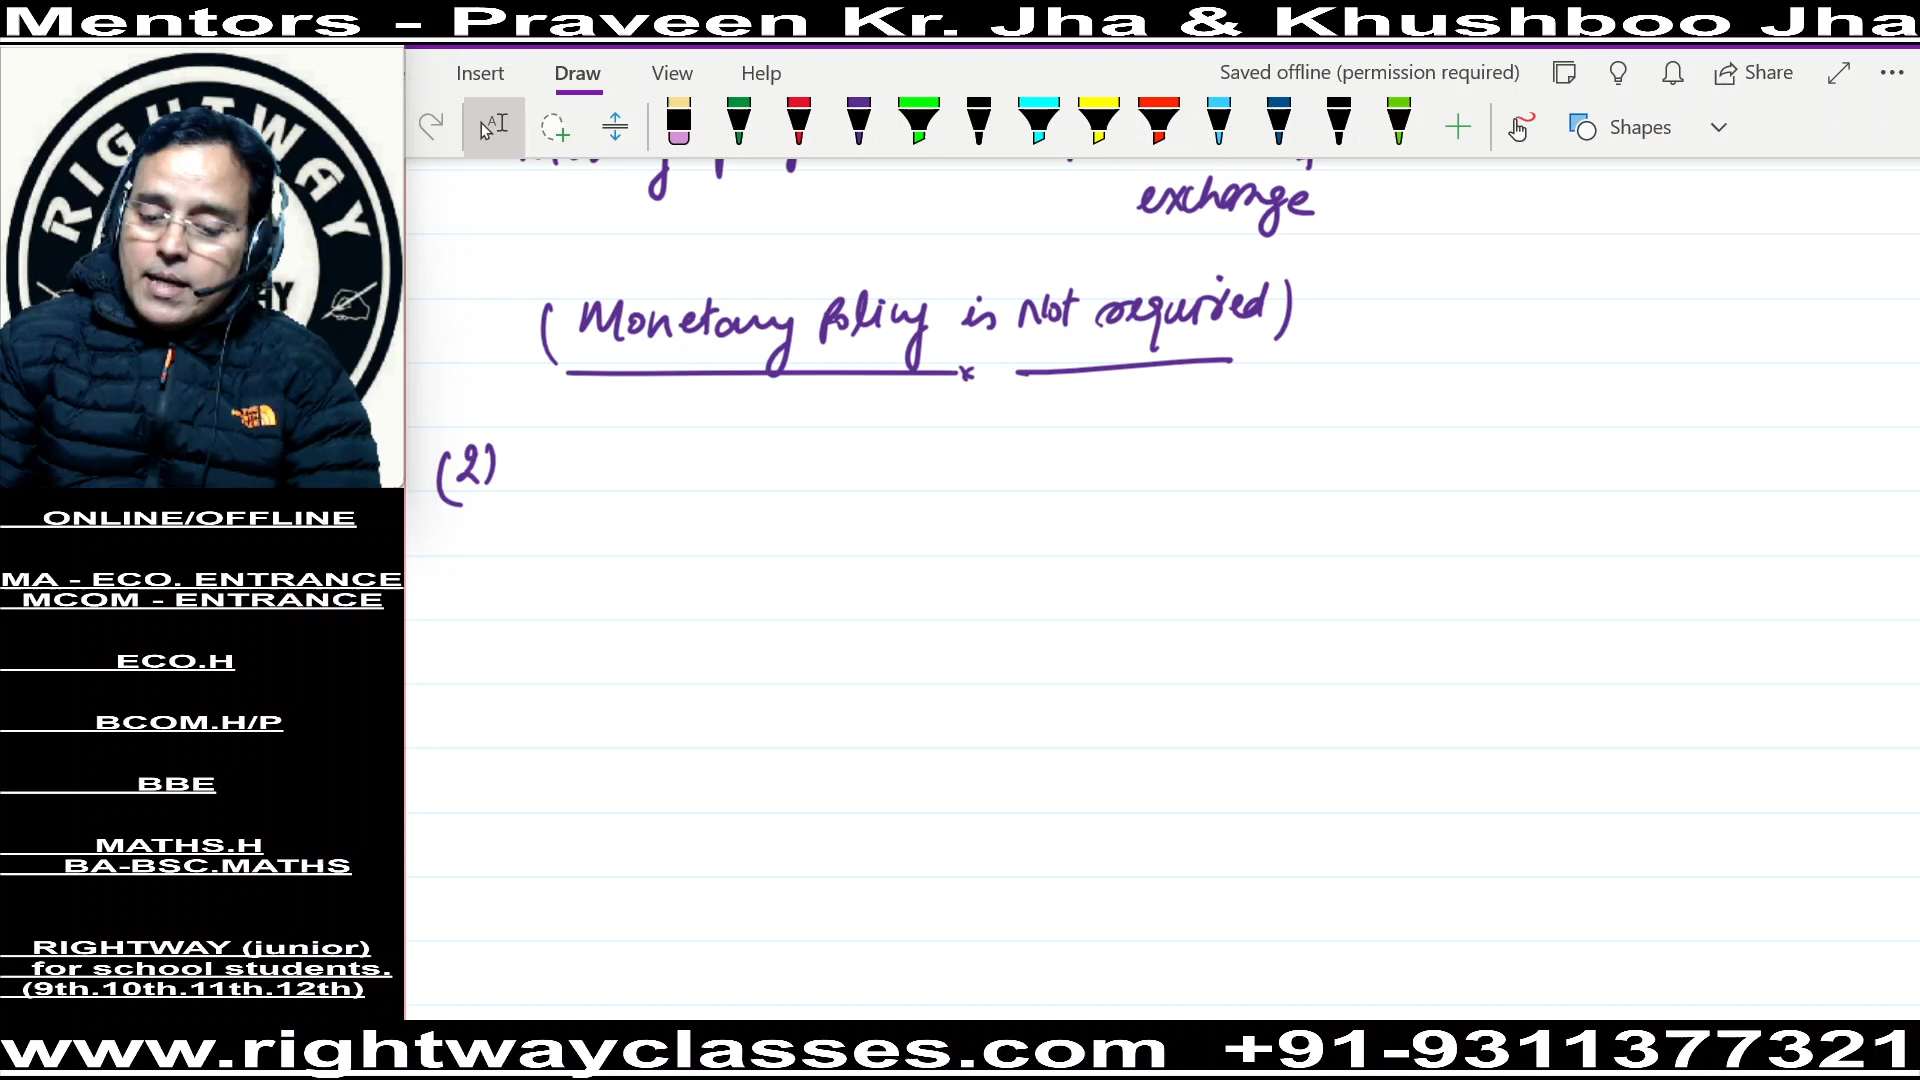 Mentors - Praveen Kr. Jha & Khushboo Jha
Insert Draw View Help Saved offline (permission required) Share
Shapes
RIGHTWAY
exchange
(Monetary policy is Not required)
(2)
ONLINE/OFFLINE
MA - ECO. ENTRANCE
MCOM - ENTRANCE
ECO.H
BCOM.H/P
BBE
MATHS.H
BA-BSC.MATHS
RIGHTWAY (junior)
for school students.
(9th.10th.11th.12th)
www.rightwayclasses.com +91-9311377321